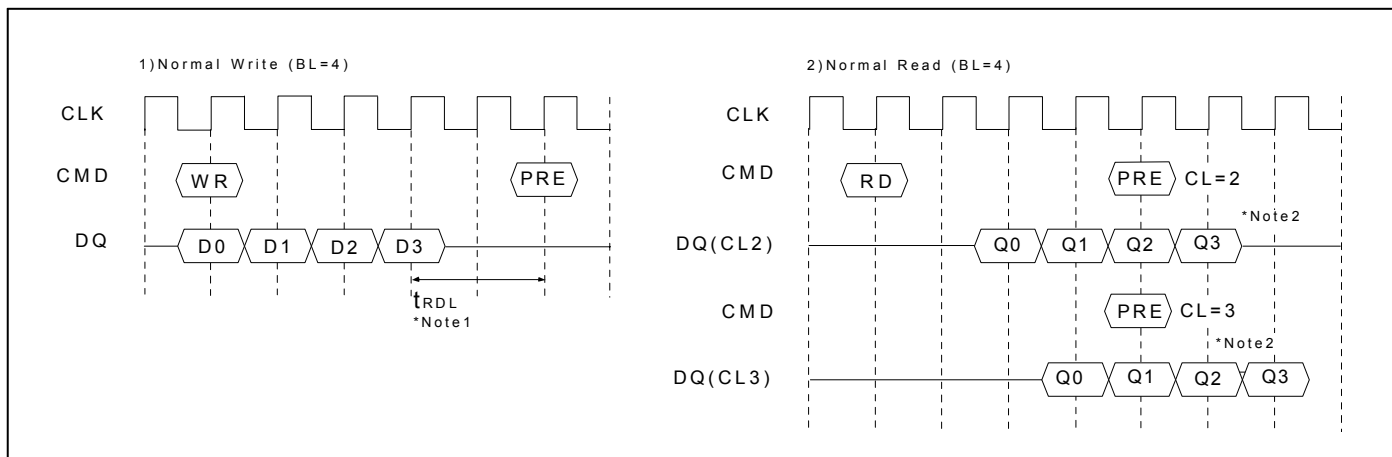 1)Normal Write (BL=4)
CLK
CMD
WR
PRE
DQ
D0
D1
D2
D3
tRDL
*Note1
2)Normal Read (BL=4)
CLK
CMD
RD
PRE
CL=2
*Note2
DQ(CL2)
Q0
Q1
Q2
Q3
CMD
PRE
CL=3
*Note2
DQ(CL3)
Q0
Q1
Q2
Q3